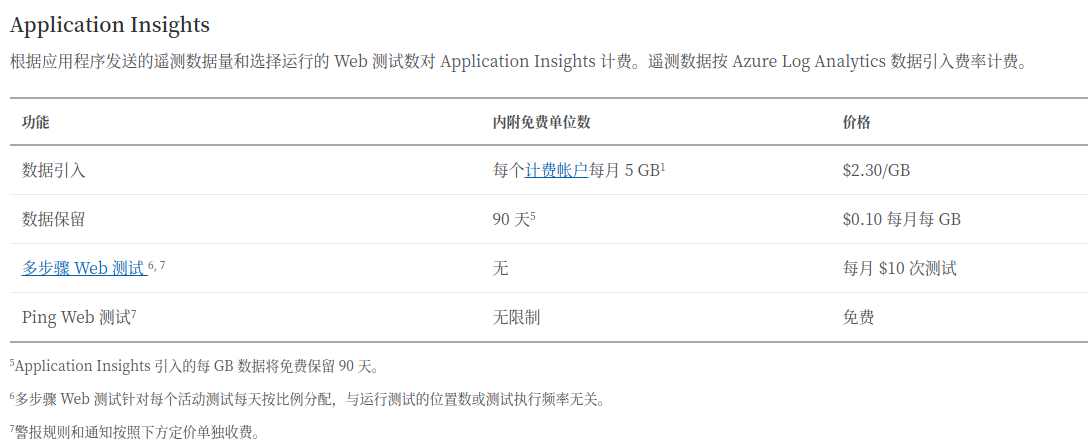 Application Insights
根据应用程序发送的遥测数据量和选择运行的 Web 测试数对 Application Insights 计费。遥测数据按 Azure Log Analytics 数据引入费率计费。
功能 内附免费单位数 价格
数据引入 每个计费帐户每月 5 GB¹ $2.30/GB
数据保留 90 天⁵ $0.10 每月每 GB
多步骤 Web 测试 ⁶, ⁷ 无 每月 $10 次测试
Ping Web 测试⁷ 无限制 免费
⁵Application Insights 引入的每 GB 数据将免费保留 90 天。
⁶多步骤 Web 测试针对每个活动测试每天按比例分配，与运行测试的位置数或测试执行频率无关。
⁷警报规则和通知按照下方定价单独收费。